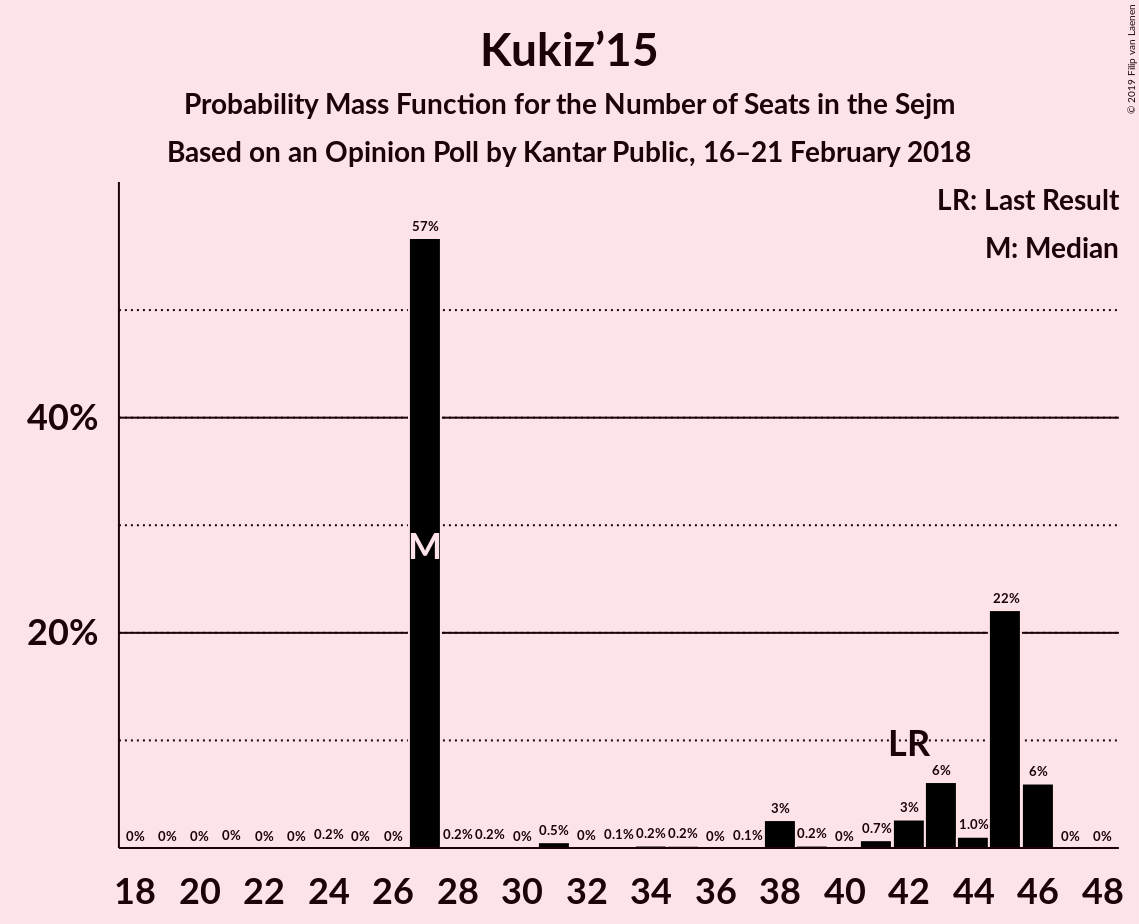 Kukiz’15
Probability Mass Function for the Number of Seats in the Sejm
Based on an Opinion Poll by Kantar Public, 16–21 February 2018
© 2019 Filip van Laenen
LR: Last Result
M: Median
57%
40%
M
22%
20%
LR
6% 6%
3% 3%
0% 0% 0% 0% 0% 0% 0.2% 0% 0% 0.2% 0.2% 0% 0.5% 0% 0.1% 0.2% 0.2% 0% 0.1% 0.2% 0% 0.7% 1.0% 0% 0%
18 20 22 24 26 28 30 32 34 36 38 40 42 44 46 48